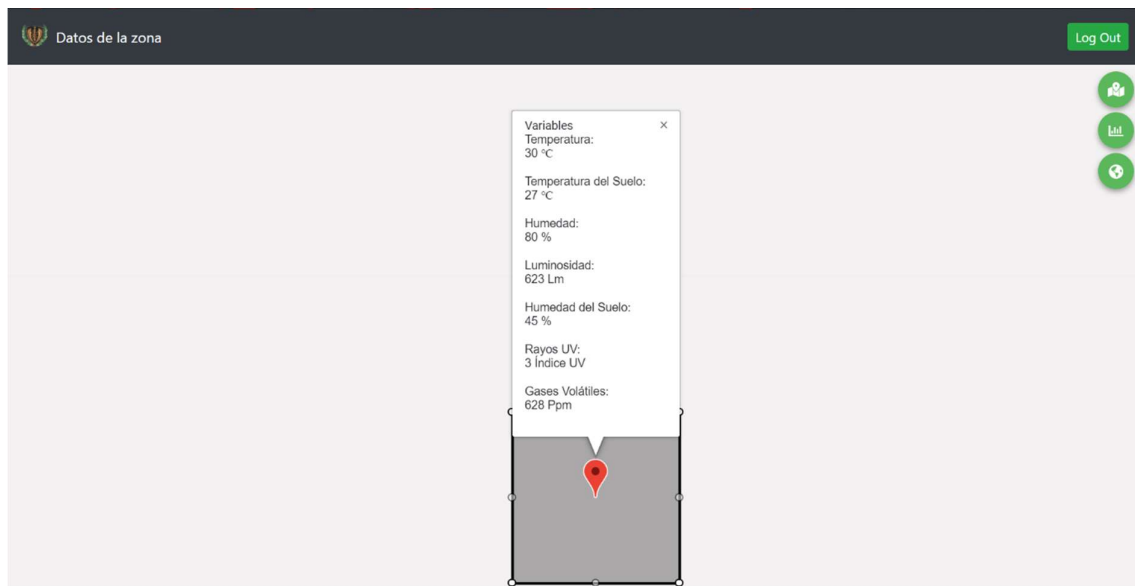 Datos de la zona
Log Out
Variables
Temperatura:
30 °C
Temperatura del Suelo:
27 °C
Humedad:
80 %
Luminosidad:
623 Lm
Humedad del Suelo:
45 %
Rayos UV:
3 Índice UV
Gases Volátiles:
628 Ppm